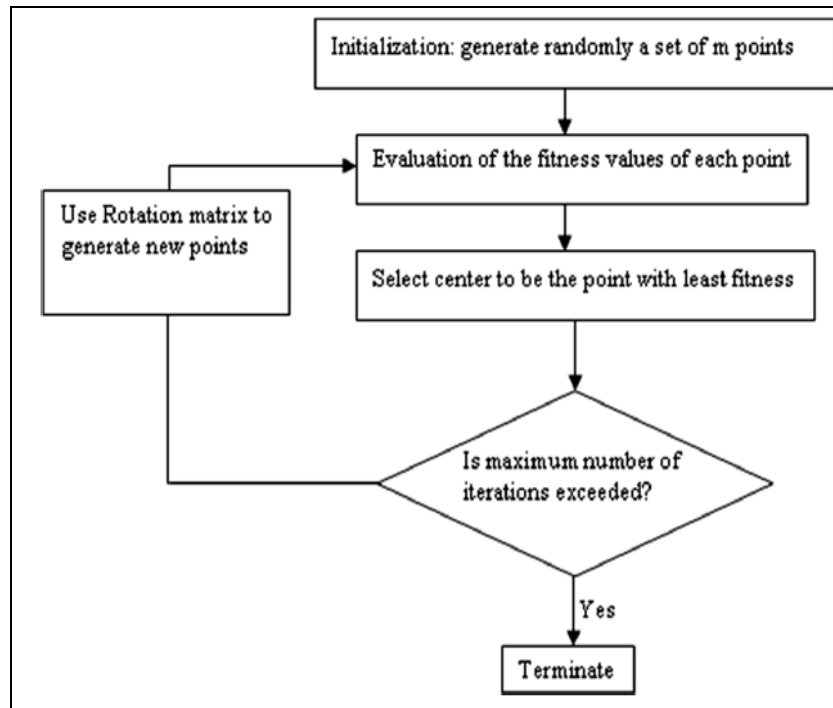 Initialization: generate randomly a set of m points
Evaluation of the fitness values of each point
Use Rotation matrix to
generate new points
Select center to be the point with least fitness
Is maximum number of
iterations exceeded?
Yes
Terminate